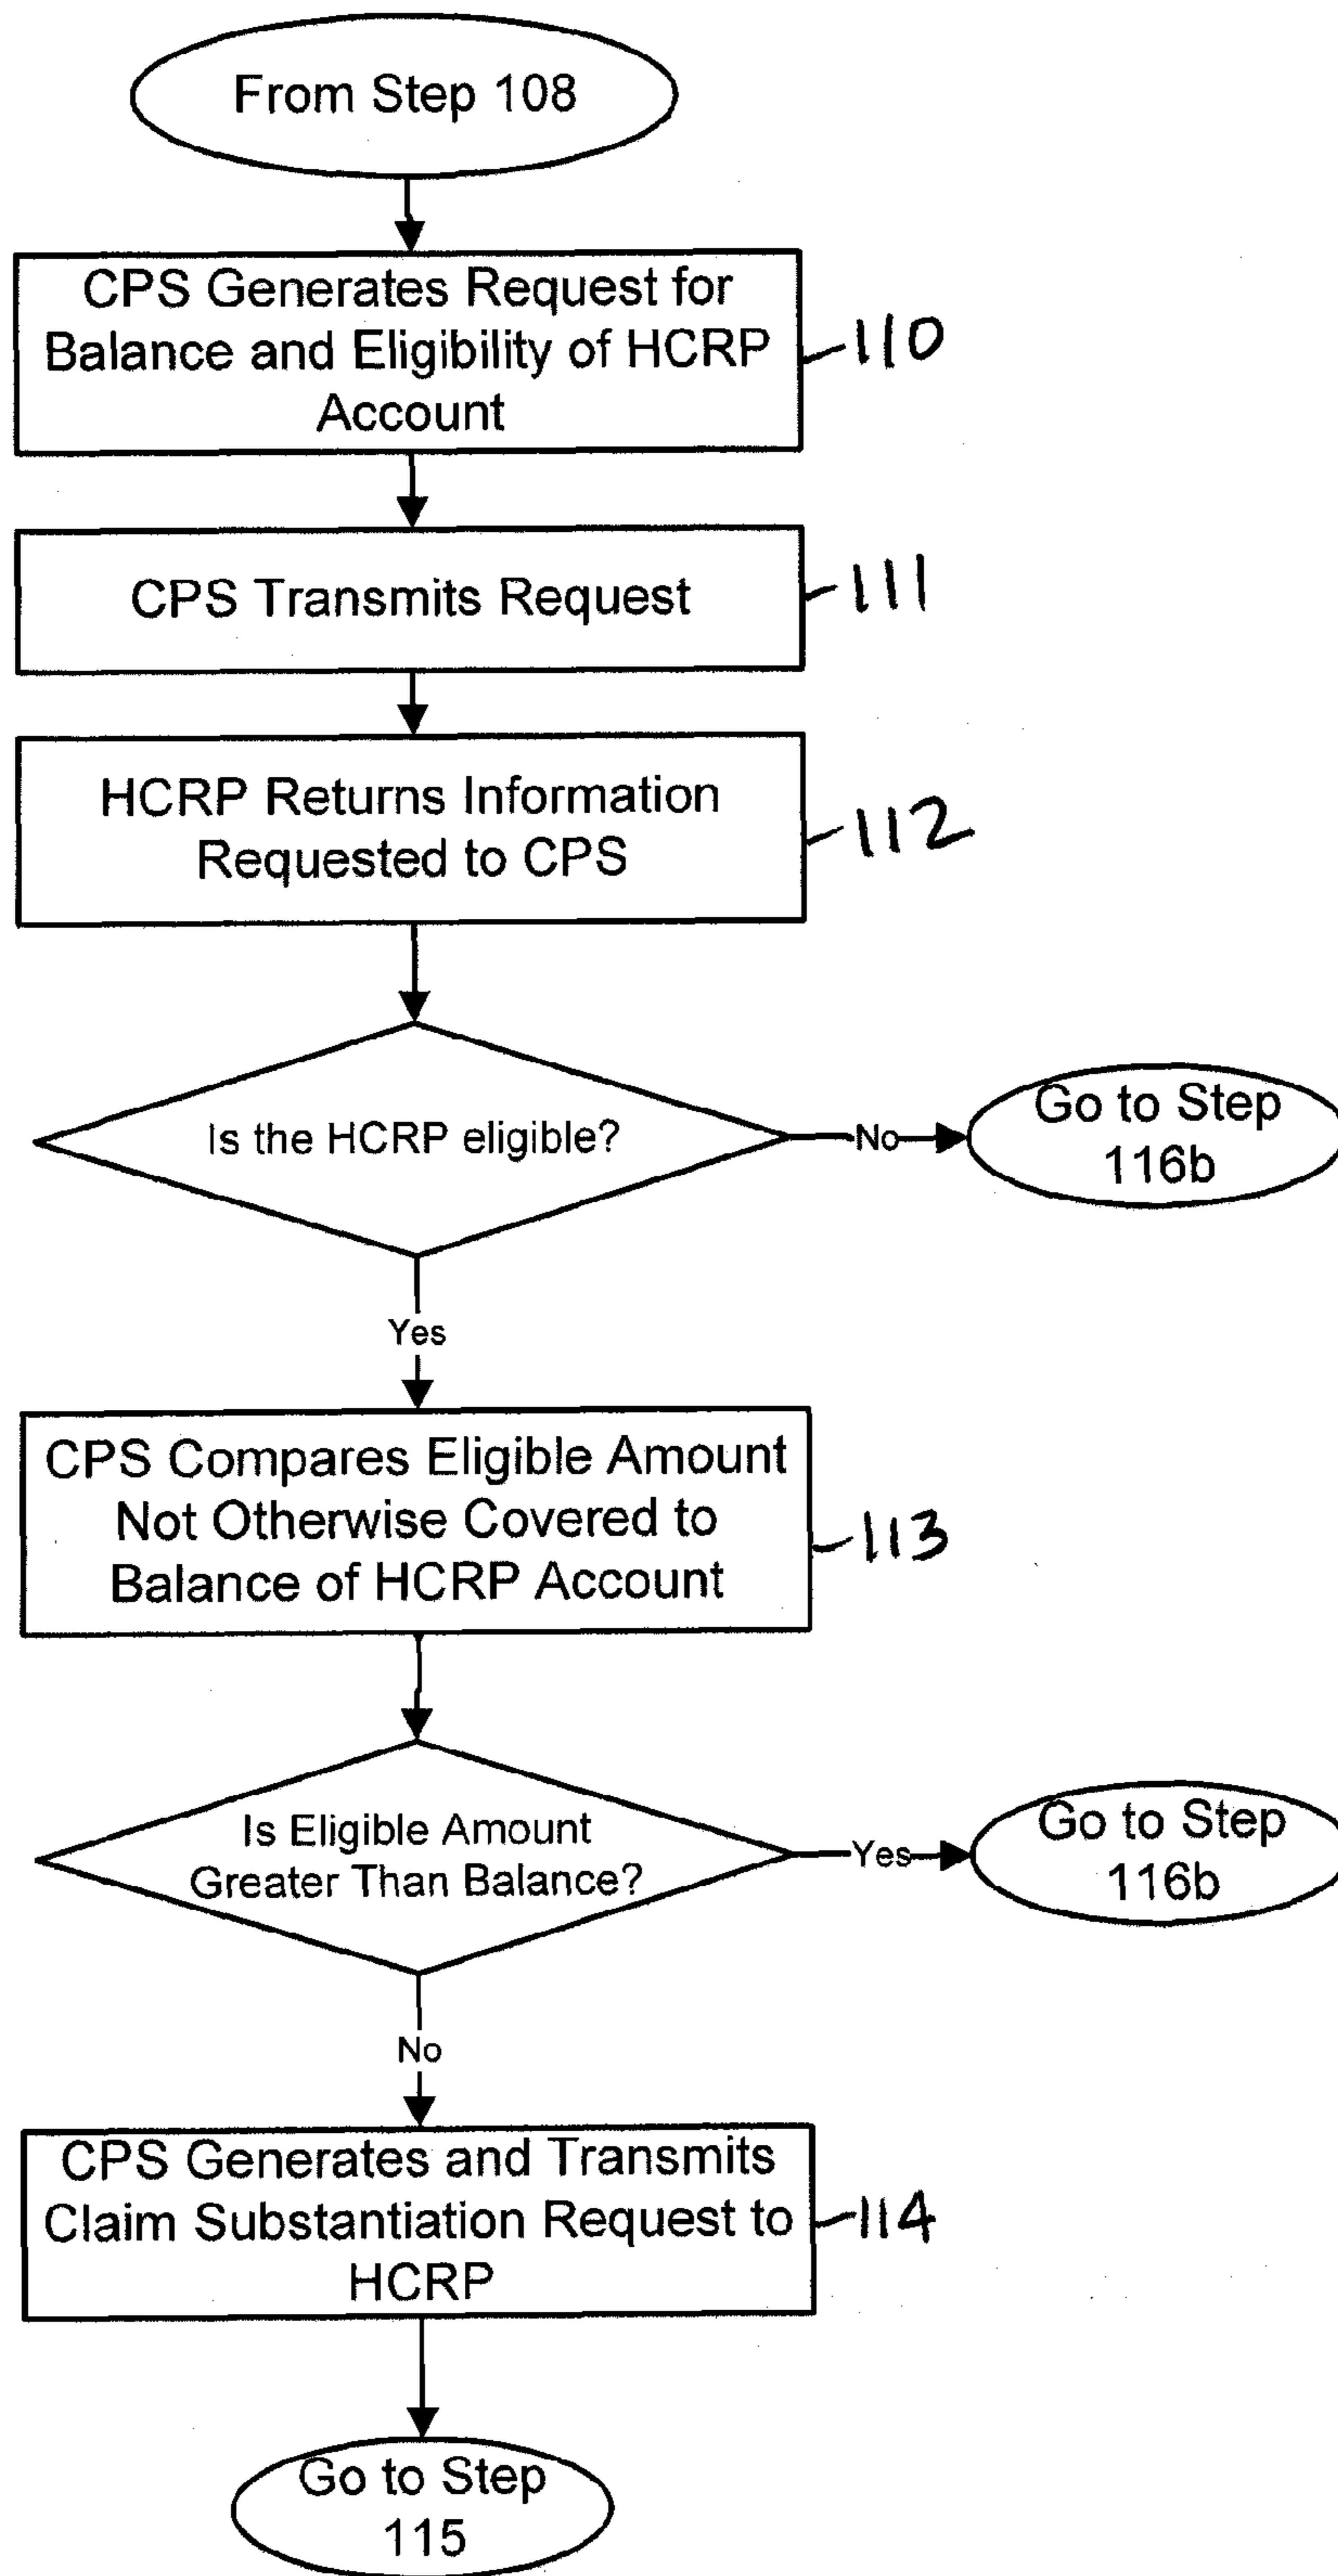 From Step 108
CPS Generates Request for
Balance and Eligibility of HCRP
Account
110
CPS Transmits Request
111
HCRP Returns Information
Requested to CPS
112
Is the HCRP eligible?
No
Go to Step
116b
Yes
CPS Compares Eligible Amount
Not Otherwise Covered to
Balance of HCRP Account
113
Is Eligible Amount
Greater Than Balance?
Yes
Go to Step
116b
No
CPS Generates and Transmits
Claim Substantiation Request to
HCRP
114
Go to Step
115